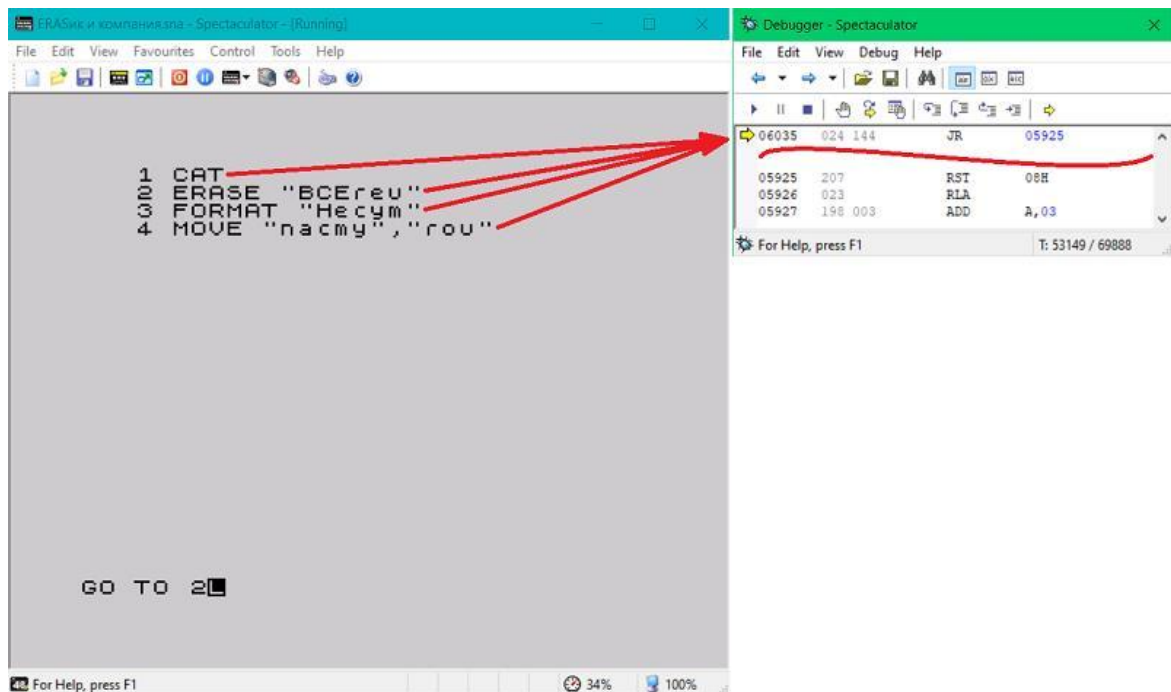 ERASик и компания.sna - Spectaculator - (Running)
File Edit View Favourites Control Tools Help
1 CAT
2 ERASE "BCEreu"
3 FORMAT "Hecym"
4 MOVE "nacmy","rou"
GO TO 2L
For Help, press F1
34%
100%
Debugger - Spectaculator
File Edit View Debug Help
06035 024 144 JR 05925
05925 207 RST 08H
05926 023 RLA
05927 198 003 ADD A,03
For Help, press F1
T: 53149 / 69888